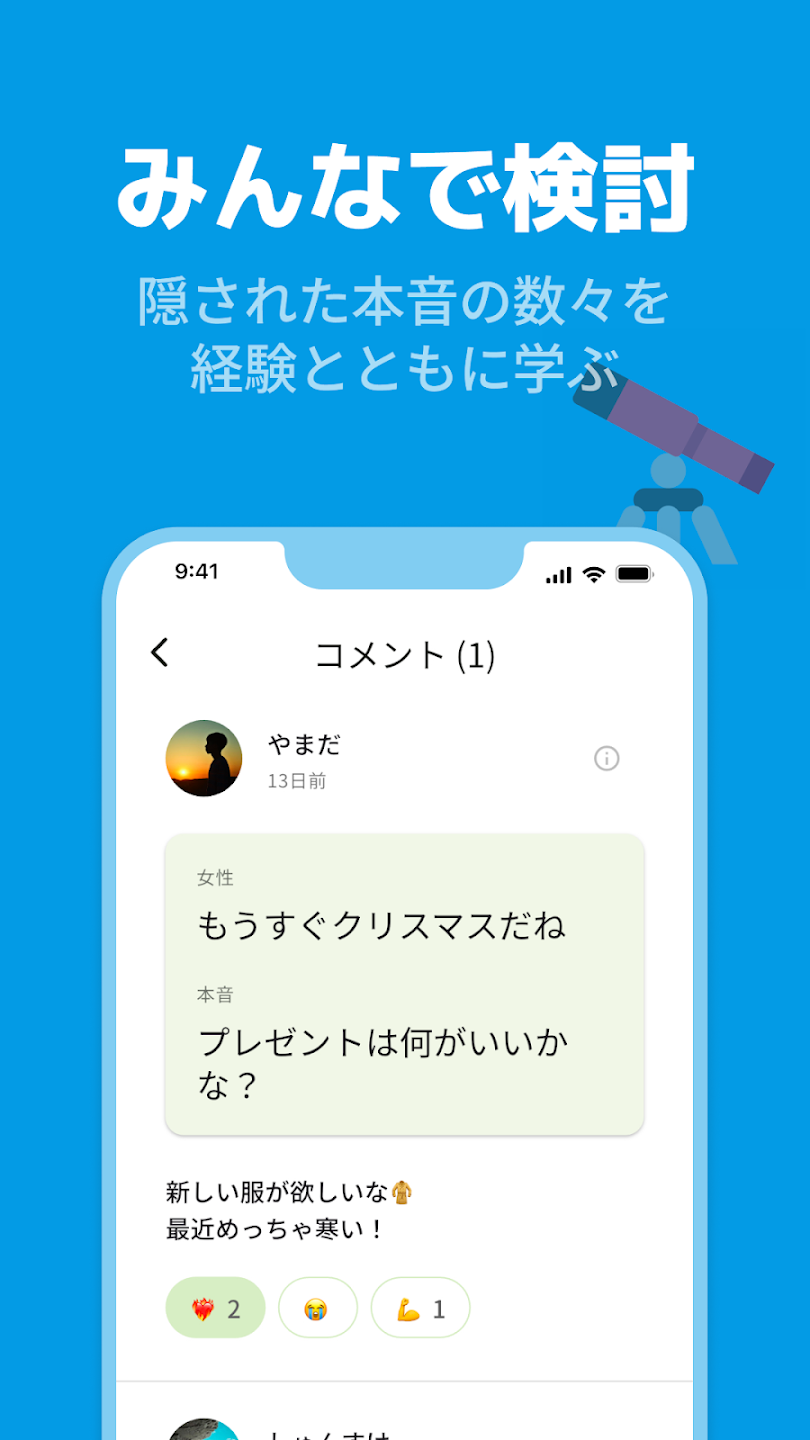 みんなで検討
隠された本音の数々を
経験とともに学ぶ
9:41
コメント (1)
やまだ
13日前
女性
もうすぐクリスマスだね
本音
プレゼントは何がいいか
な？
新しい服が欲しいな🧥
最近めっちゃ寒い！
❤️‍🔥 2
😭
💪 1